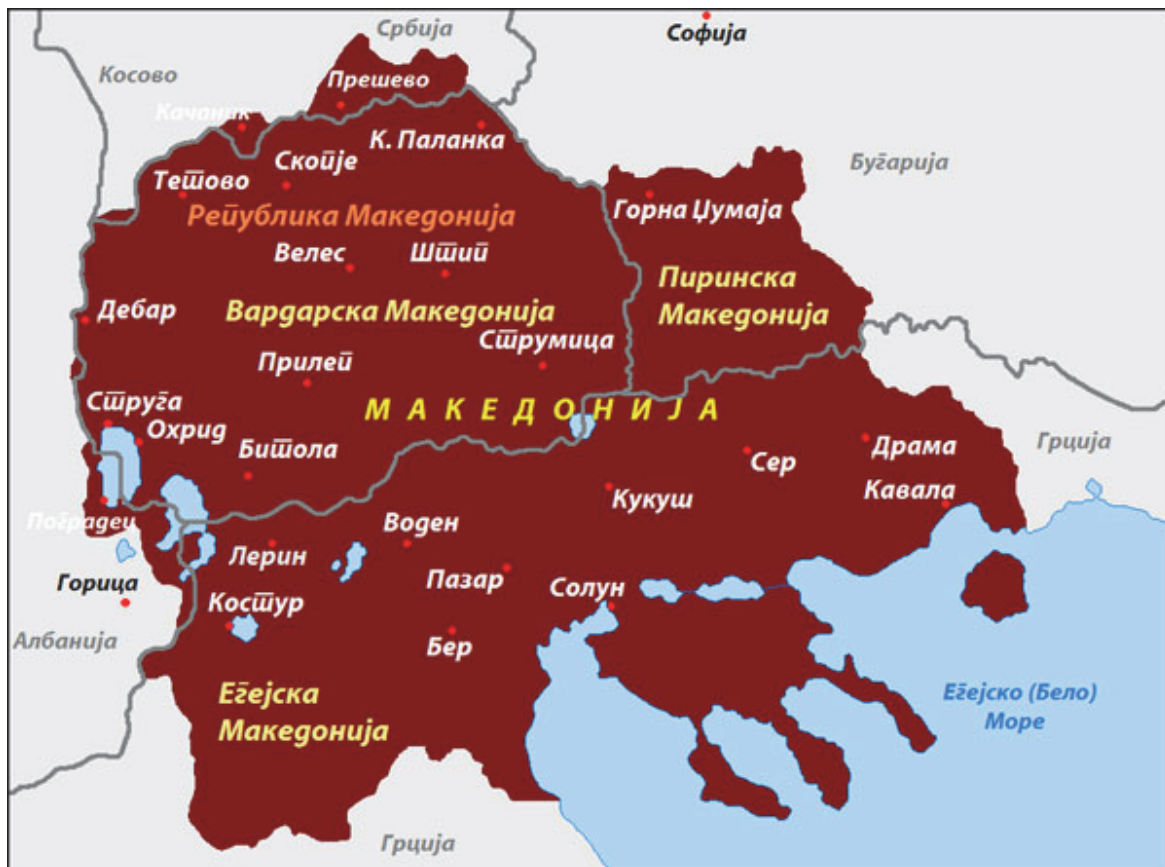 Србија
Софија
Косово
Прешево
Качаник
К. Паланка
Скопје
Бугарија
Тетово
Горна Џумаја
Република Македонија
Велес
Штип
Пиринска
Македонија
Дебар
Вардарска Македонија
Струмица
Прилеп
МАКЕДОНИЈА
Струга
Охрид
Битола
Сер
Драма
Грција
Кавала
Кукуш
Поградец
Воден
Лерин
Пазар
Солун
Горица
Костур
Албанија
Бер
Егејска
Македонија
Егејско (Бело)
Море
Грција